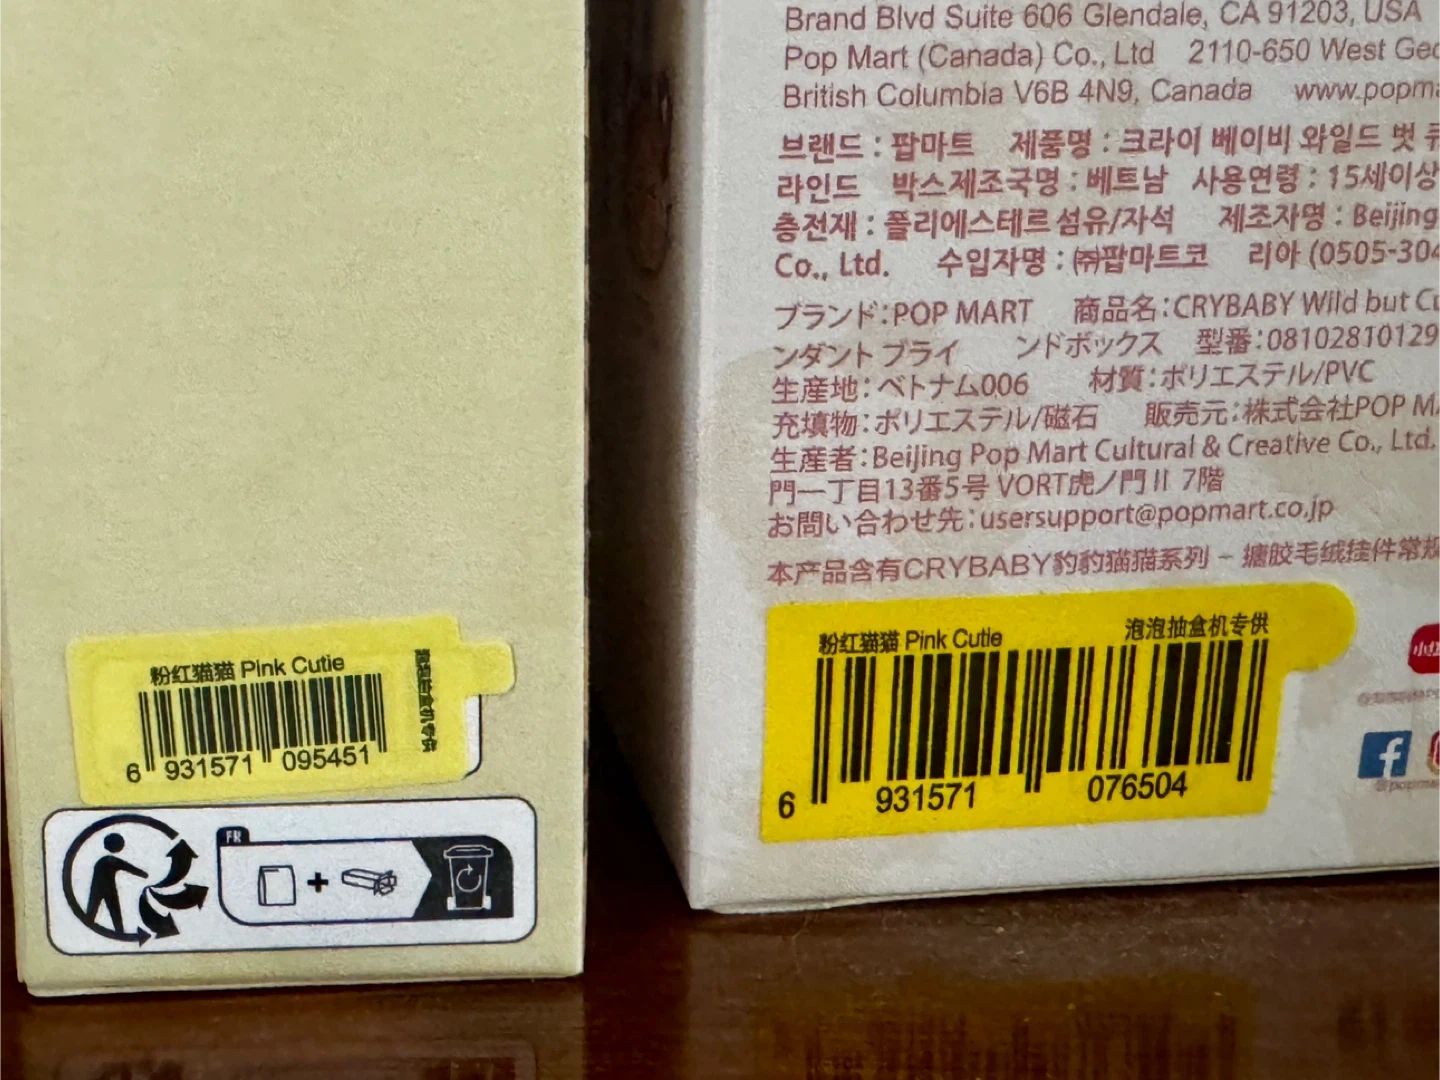 粉红猫猫 Pink Cutie
抽盒机专供
6 931571 095451
FR
+
Brand Blvd Suite 606 Glendale, CA 91203, USA
Pop Mart (Canada) Co., Ltd 2110-650 West
British Columbia V6B 4N9, Canada www.popm
브랜드 : 팝마트 제품명 : 크라이 베이비 와일드 벗 큐
라인드 박스제조국명 : 베트남 사용연령 : 15세이상
충전재 : 폴리에스테르 섬유/자석 제조자명 : Beijing
Co., Ltd. 수입자명 : ㈜팝마트코 리아 (0505-304
ブランド:POP MART 商品名:CRYBABY Wild but Cu
ンダント ブライ ンドボックス 型番:08102810129
生産地:ベトナム006 材質:ポリエステル/PVC
充填物:ポリエステル/磁石 販売元:株式会社POP M
生産者:Beijing Pop Mart Cultural & Creative Co., Ltd.
門一丁目13番5号 VORT虎ノ門II 7階
お問い合わせ先:usersupport@popmart.co.jp
本产品含有CRYBABY豹豹猫猫系列 - 搪胶毛绒挂件常规
粉红猫猫 Pink Cutie 泡泡抽盒机专供
6 931571 076504